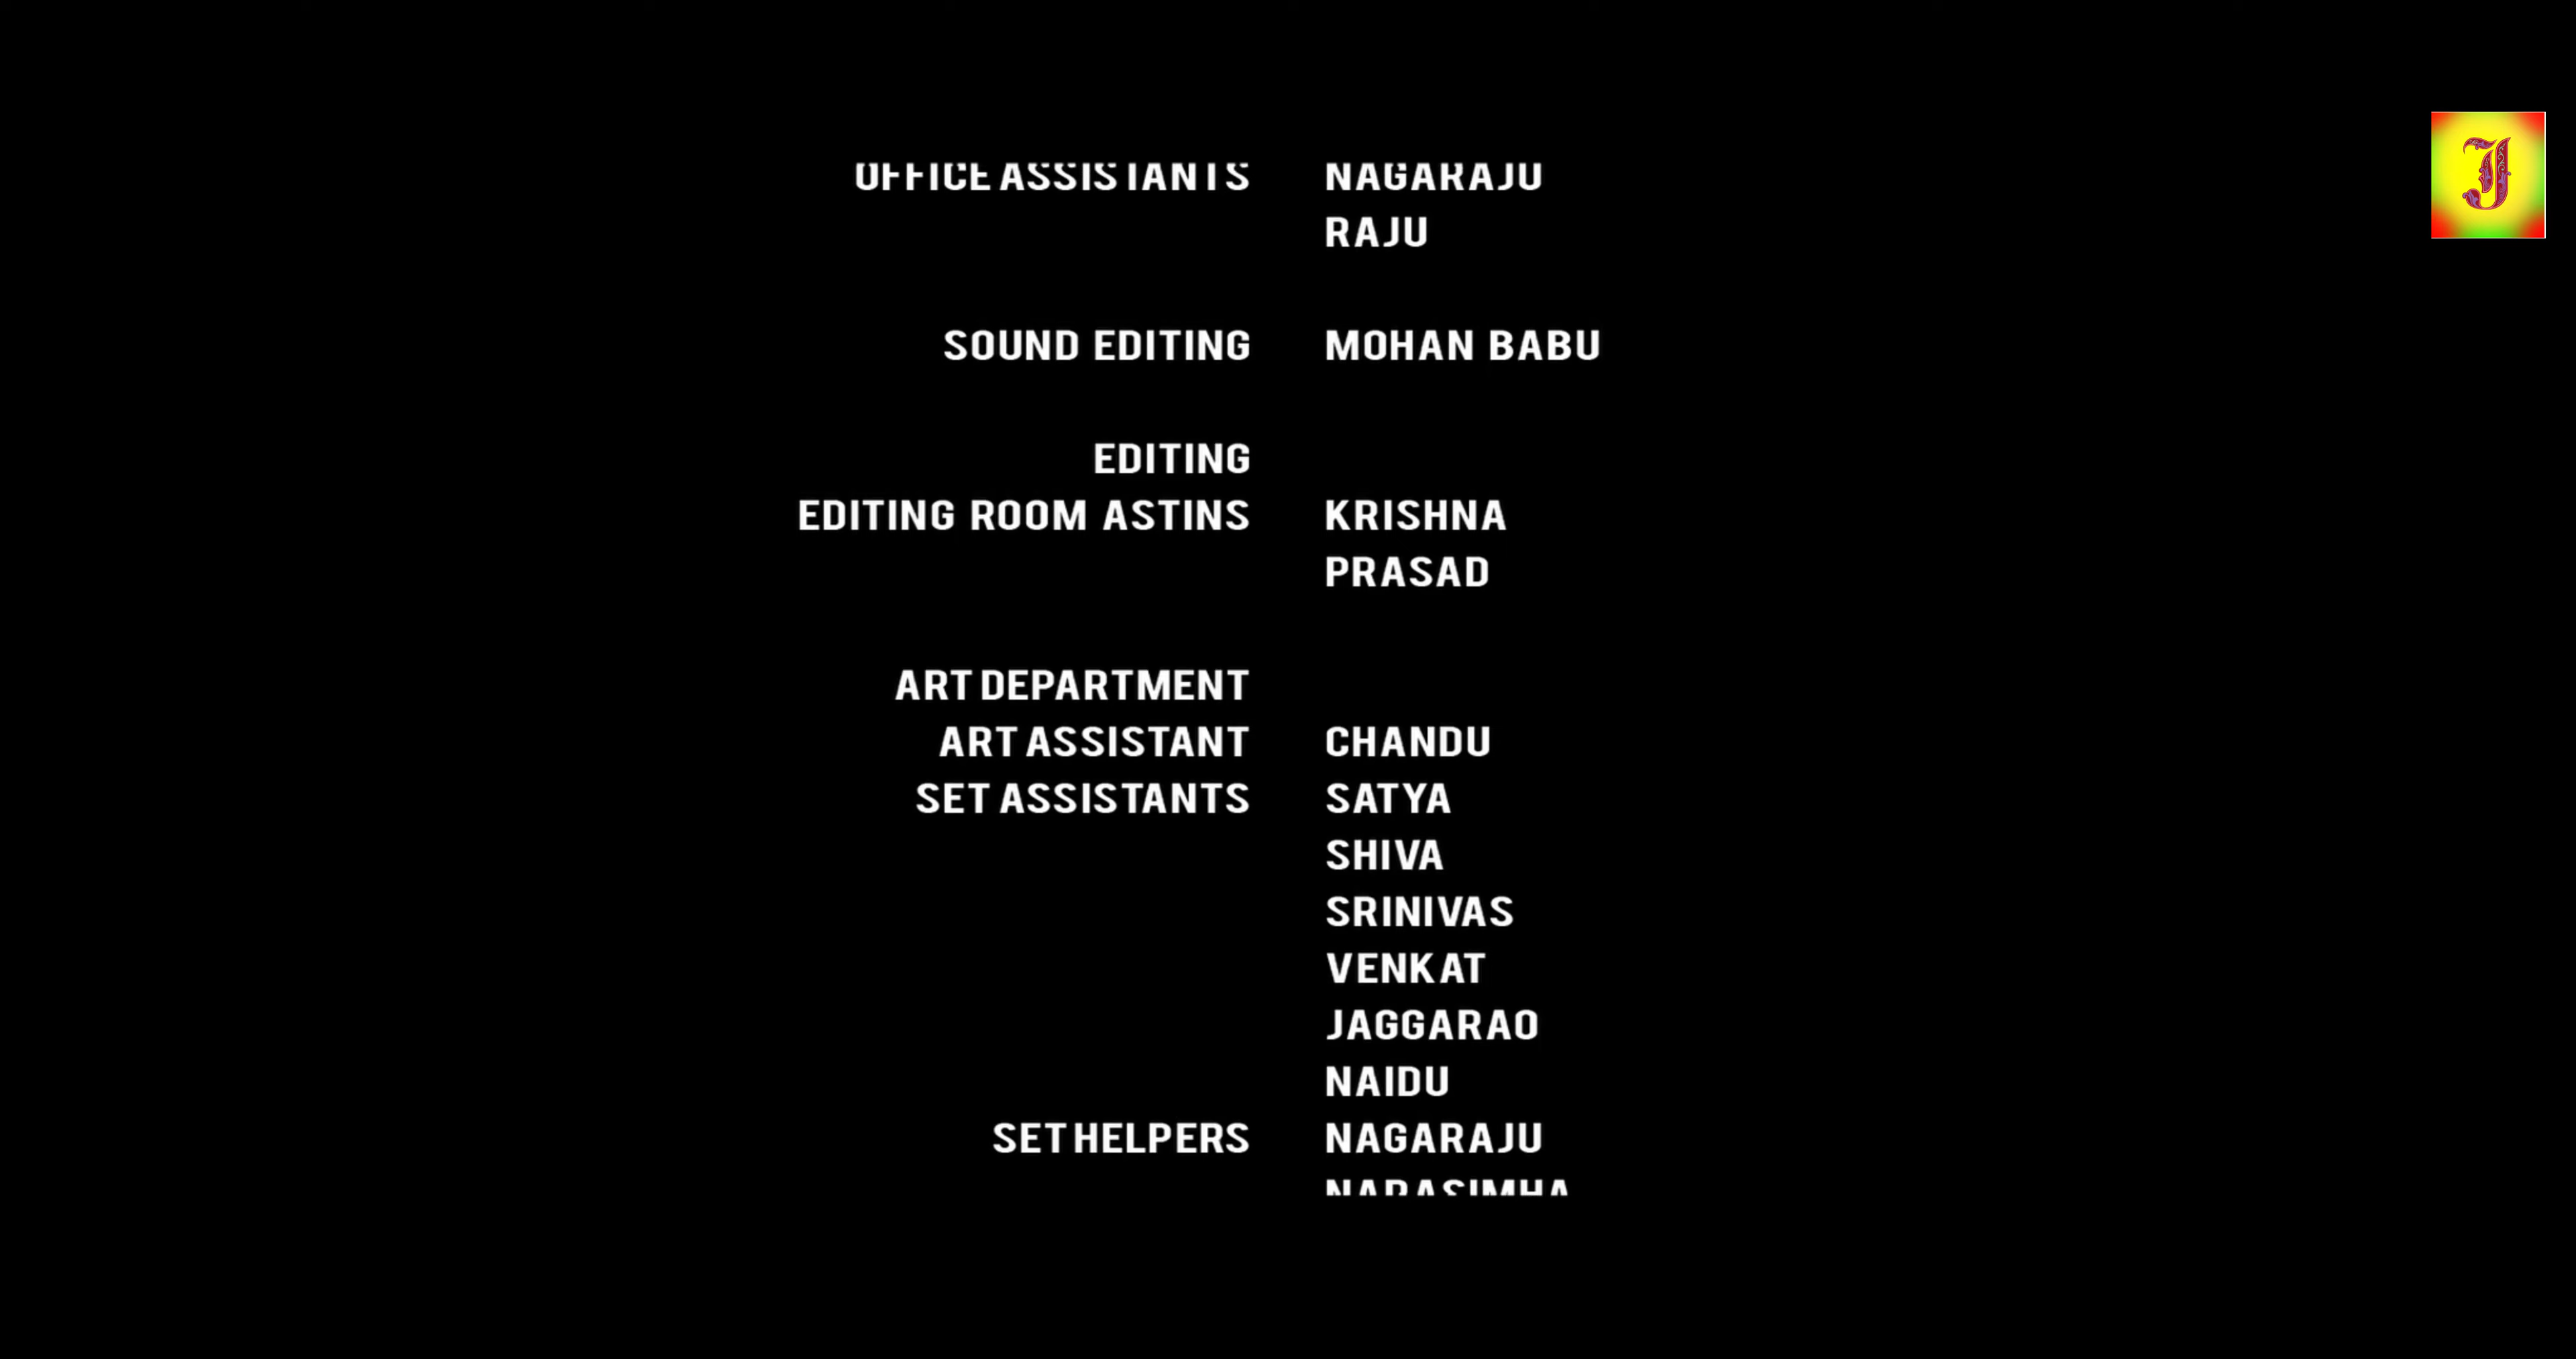 OFFICE ASSISTANTS NAGARAJU
RAJU
SOUND EDITING MOHAN BABU
EDITING
EDITING ROOM ASTINS KRISHNA
PRASAD
ART DEPARTMENT
ART ASSISTANT CHANDU
SET ASSISTANTS SATYA
SHIVA
SRINIVAS
VENKAT
JAGGARAO
NAIDU
SET HELPERS NAGARAJU
NARASIMHA
J